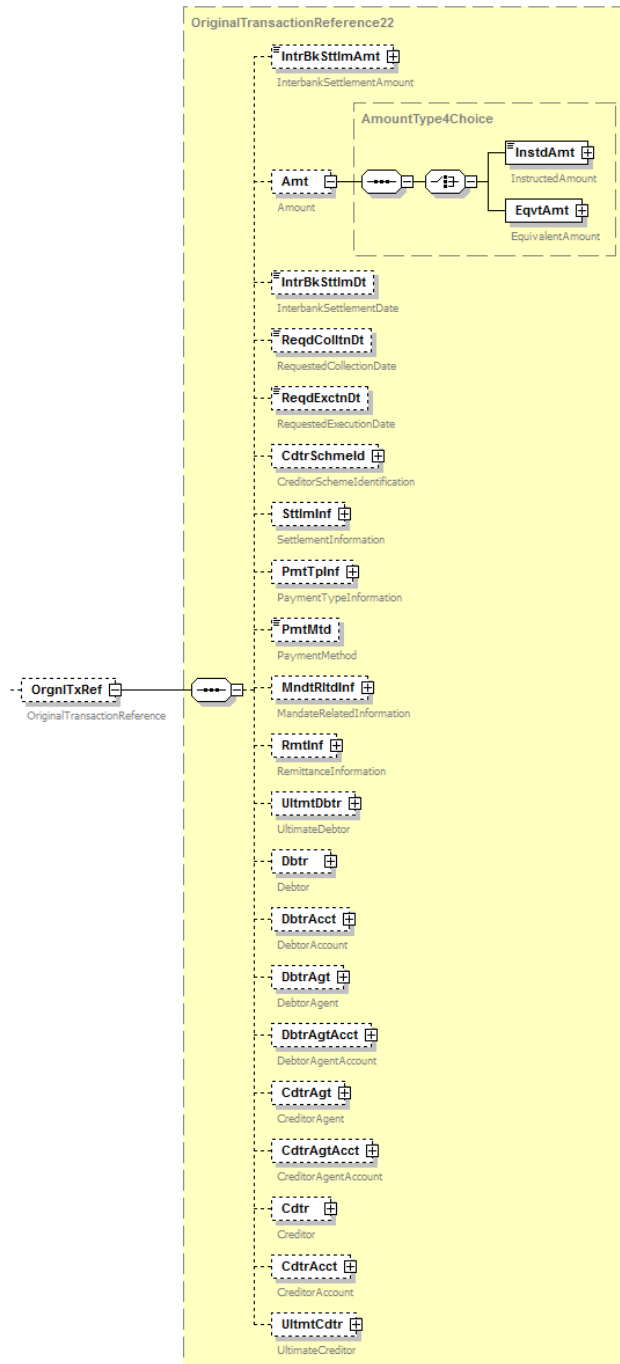 OriginalTransactionReference22
IntrBkSttlmAmt
InterbankSettlementAmount
AmountType4Choice
InstdAmt
InstructedAmount
Amt
Amount
EqvtAmt
EquivalentAmount
IntrBkSttlmDt
InterbankSettlementDate
ReqdColltnDt
RequestedCollectionDate
ReqdExctnDt
RequestedExecutionDate
CdtrSchmeId
CreditorSchemeIdentification
SttlmInf
SettlementInformation
PmtTpInf
PaymentTypeInformation
PmtMtd
PaymentMethod
OrgnlTxRef
OriginalTransactionReference
MndtRltdInf
MandateRelatedInformation
RmtInf
RemittanceInformation
UltmtDbtr
UltimateDebtor
Dbtr
Debtor
DbtrAcct
DebtorAccount
DbtrAgt
DebtorAgent
DbtrAgtAcct
DebtorAgentAccount
CdtrAgt
CreditorAgent
CdtrAgtAcct
CreditorAgentAccount
Cdtr
Creditor
CdtrAcct
CreditorAccount
UltmtCdtr
UltimateCreditor